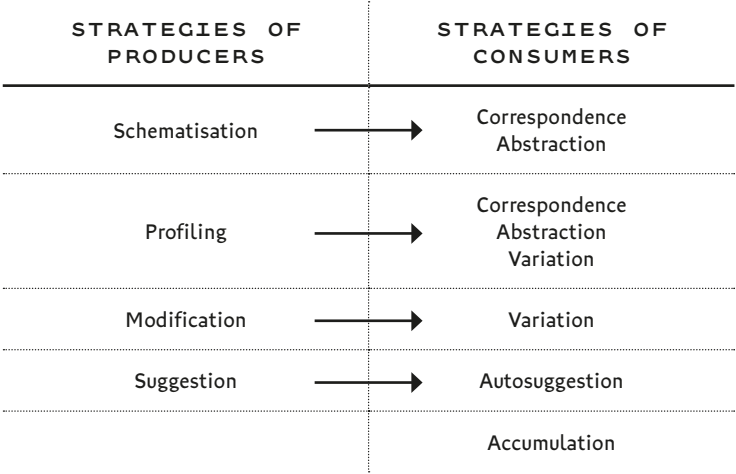 STRATEGIES OF
PRODUCERS
STRATEGIES OF
CONSUMERS
Schematisation
Correspondence
Abstraction
Profiling
Correspondence
Abstraction
Variation
Modification
Variation
Suggestion
Autosuggestion
Accumulation